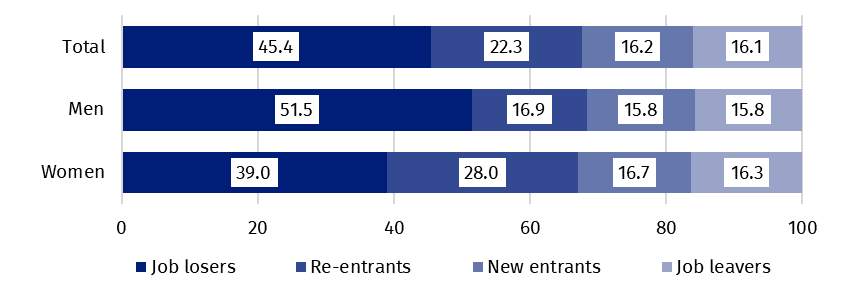 Total 45.4 22.3 16.2 16.1
Men 51.5 16.9 15.8 15.8
Women 39.0 28.0 16.7 16.3
0 20 40 60 80 100
Job losers Re-entrants New entrants Job leavers